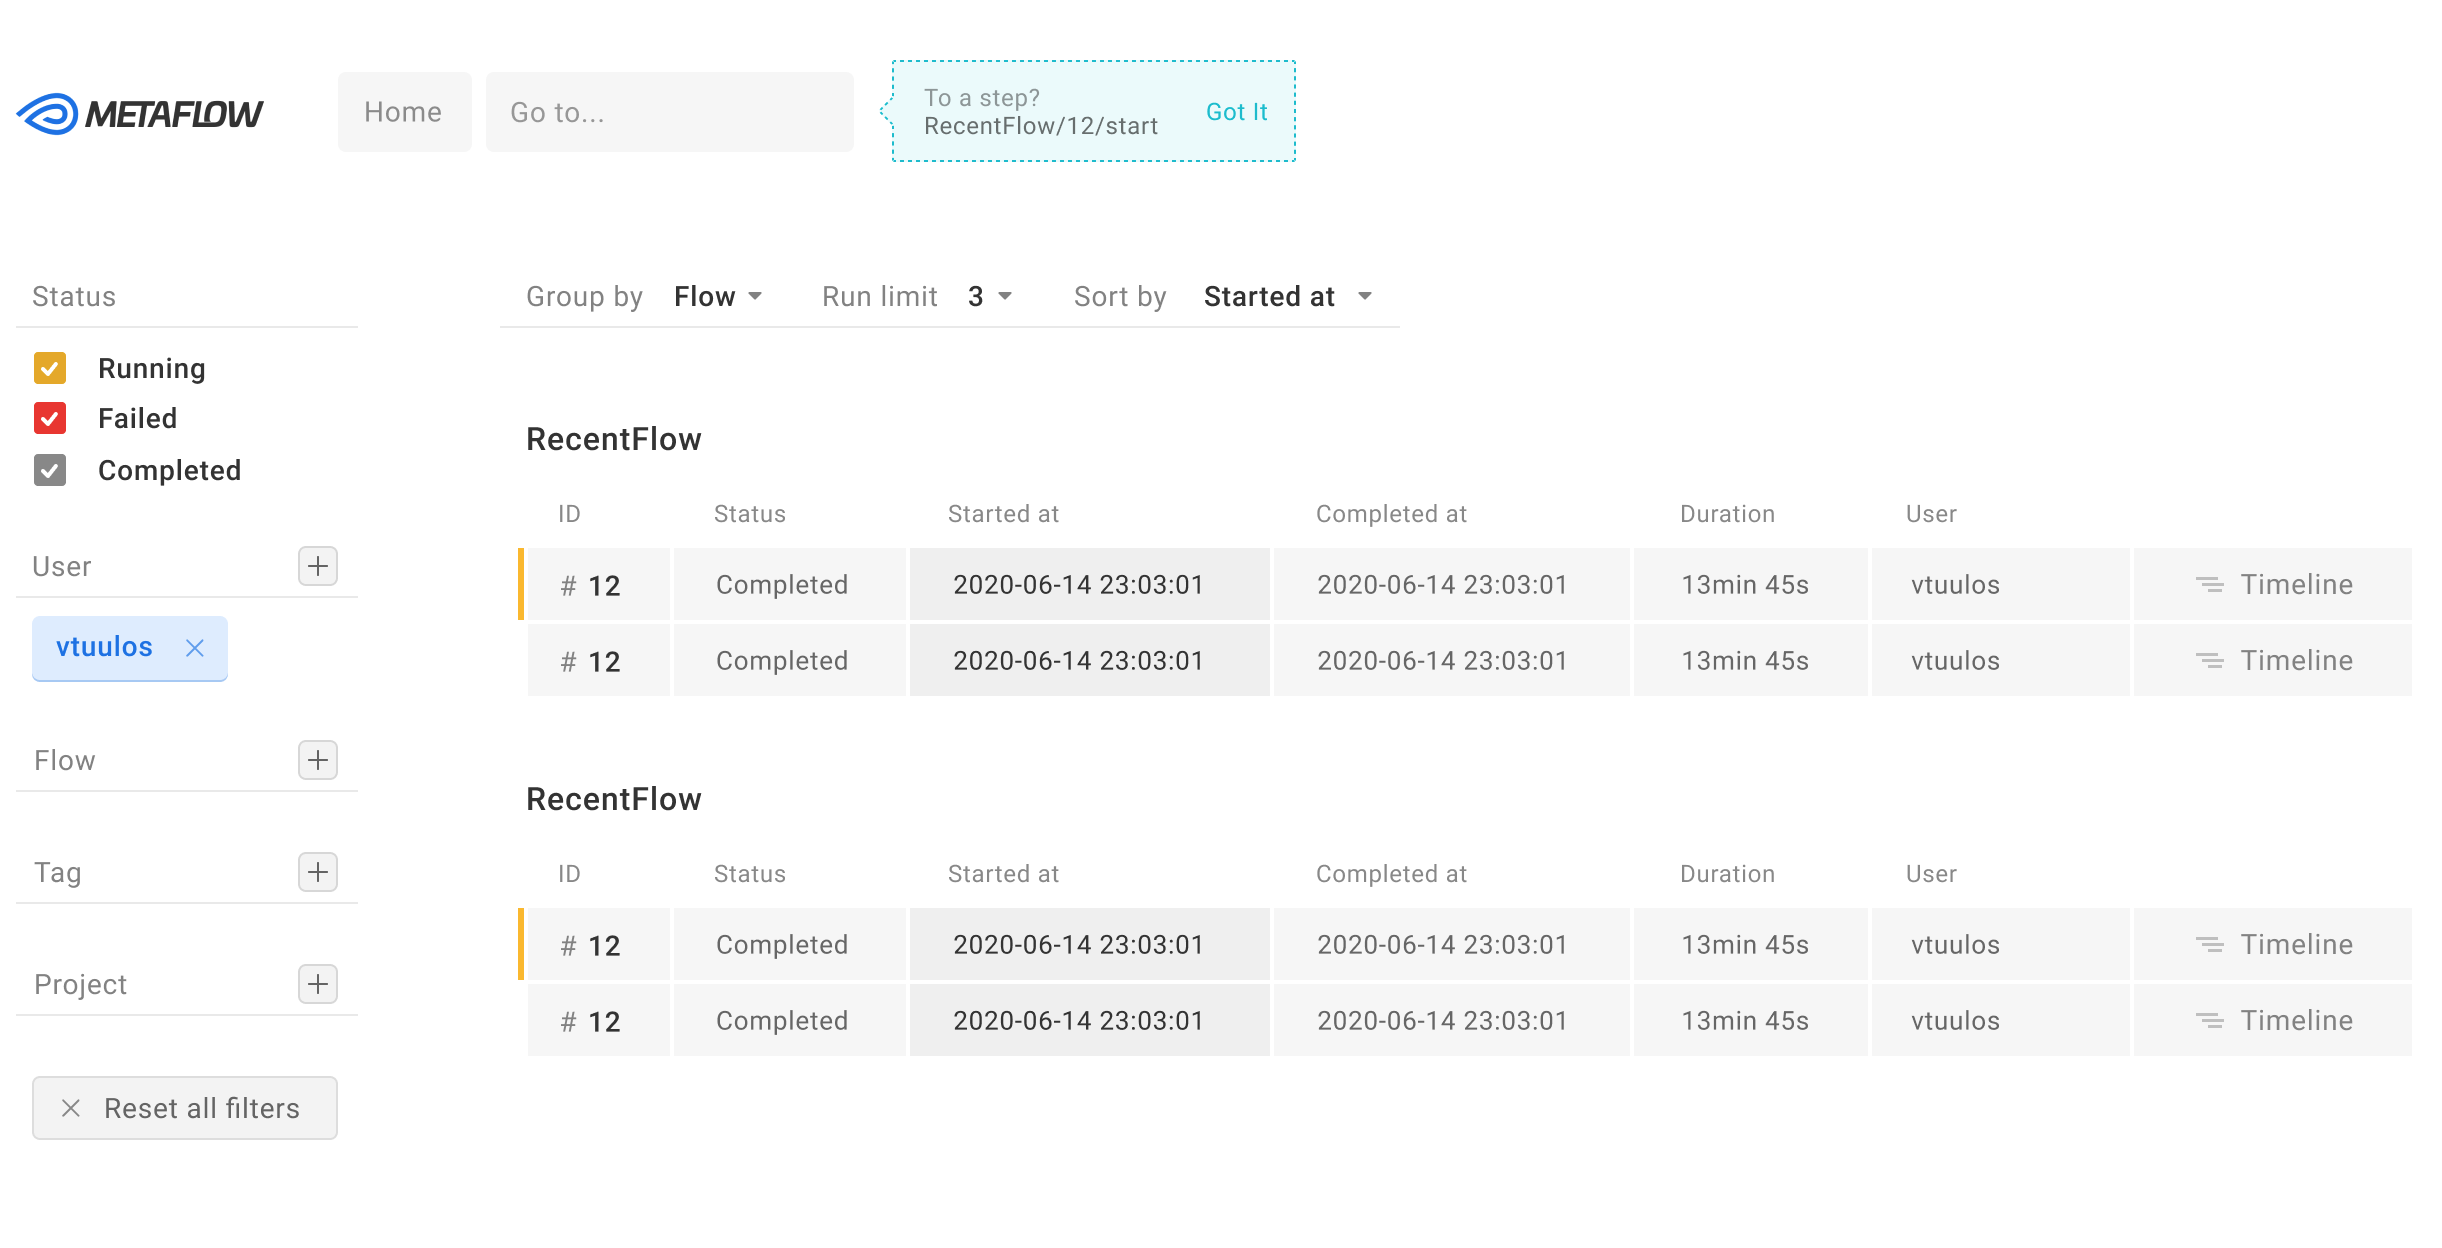 METAFLOW
Home
Go to...
To a step?
RecentFlow/12/start
Got It
Status
Running
Failed
Completed
User
vtuulos
Flow
Tag
Project
Reset all filters
Group by Flow Run limit 3 Sort by Started at
RecentFlow
ID Status Started at Completed at Duration User
# 12 Completed 2020-06-14 23:03:01 2020-06-14 23:03:01 13min 45s vtuulos Timeline
# 12 Completed 2020-06-14 23:03:01 2020-06-14 23:03:01 13min 45s vtuulos Timeline
RecentFlow
ID Status Started at Completed at Duration User
# 12 Completed 2020-06-14 23:03:01 2020-06-14 23:03:01 13min 45s vtuulos Timeline
# 12 Completed 2020-06-14 23:03:01 2020-06-14 23:03:01 13min 45s vtuulos Timeline